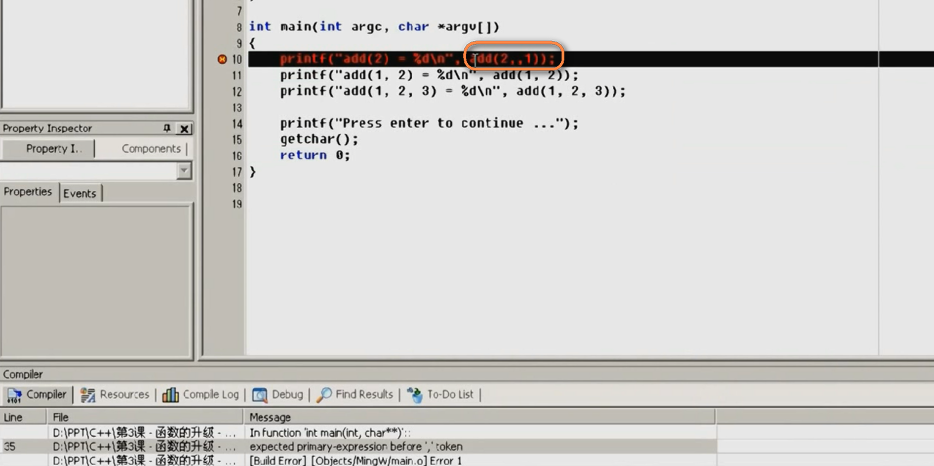 7
8 int main(int argc, char *argv[])
9 {
10 printf("add(2) = %d\n", add(2,,1));
11 printf("add(1, 2) = %d\n", add(1, 2));
12 printf("add(1, 2, 3) = %d\n", add(1, 2, 3));
13
14 printf("Press enter to continue ...");
15 getchar();
16 return 0;
17 }
18
19
Property Inspector
Property I.. Components
Properties Events
Compiler
Compiler Resources Compile Log Debug Find Results To-Do List
Line File Message
D:\PPT\C++\第3课 - 函数的升级 - ... In function 'int main(int, char**)':
35 D:\PPT\C++\第3课 - 函数的升级 - ... expected primary-expression before ',' token
D:\PPT\C++\第3课 - 函数的升级 - ... [Build Error] [Objects/MingW/main.o] Error 1